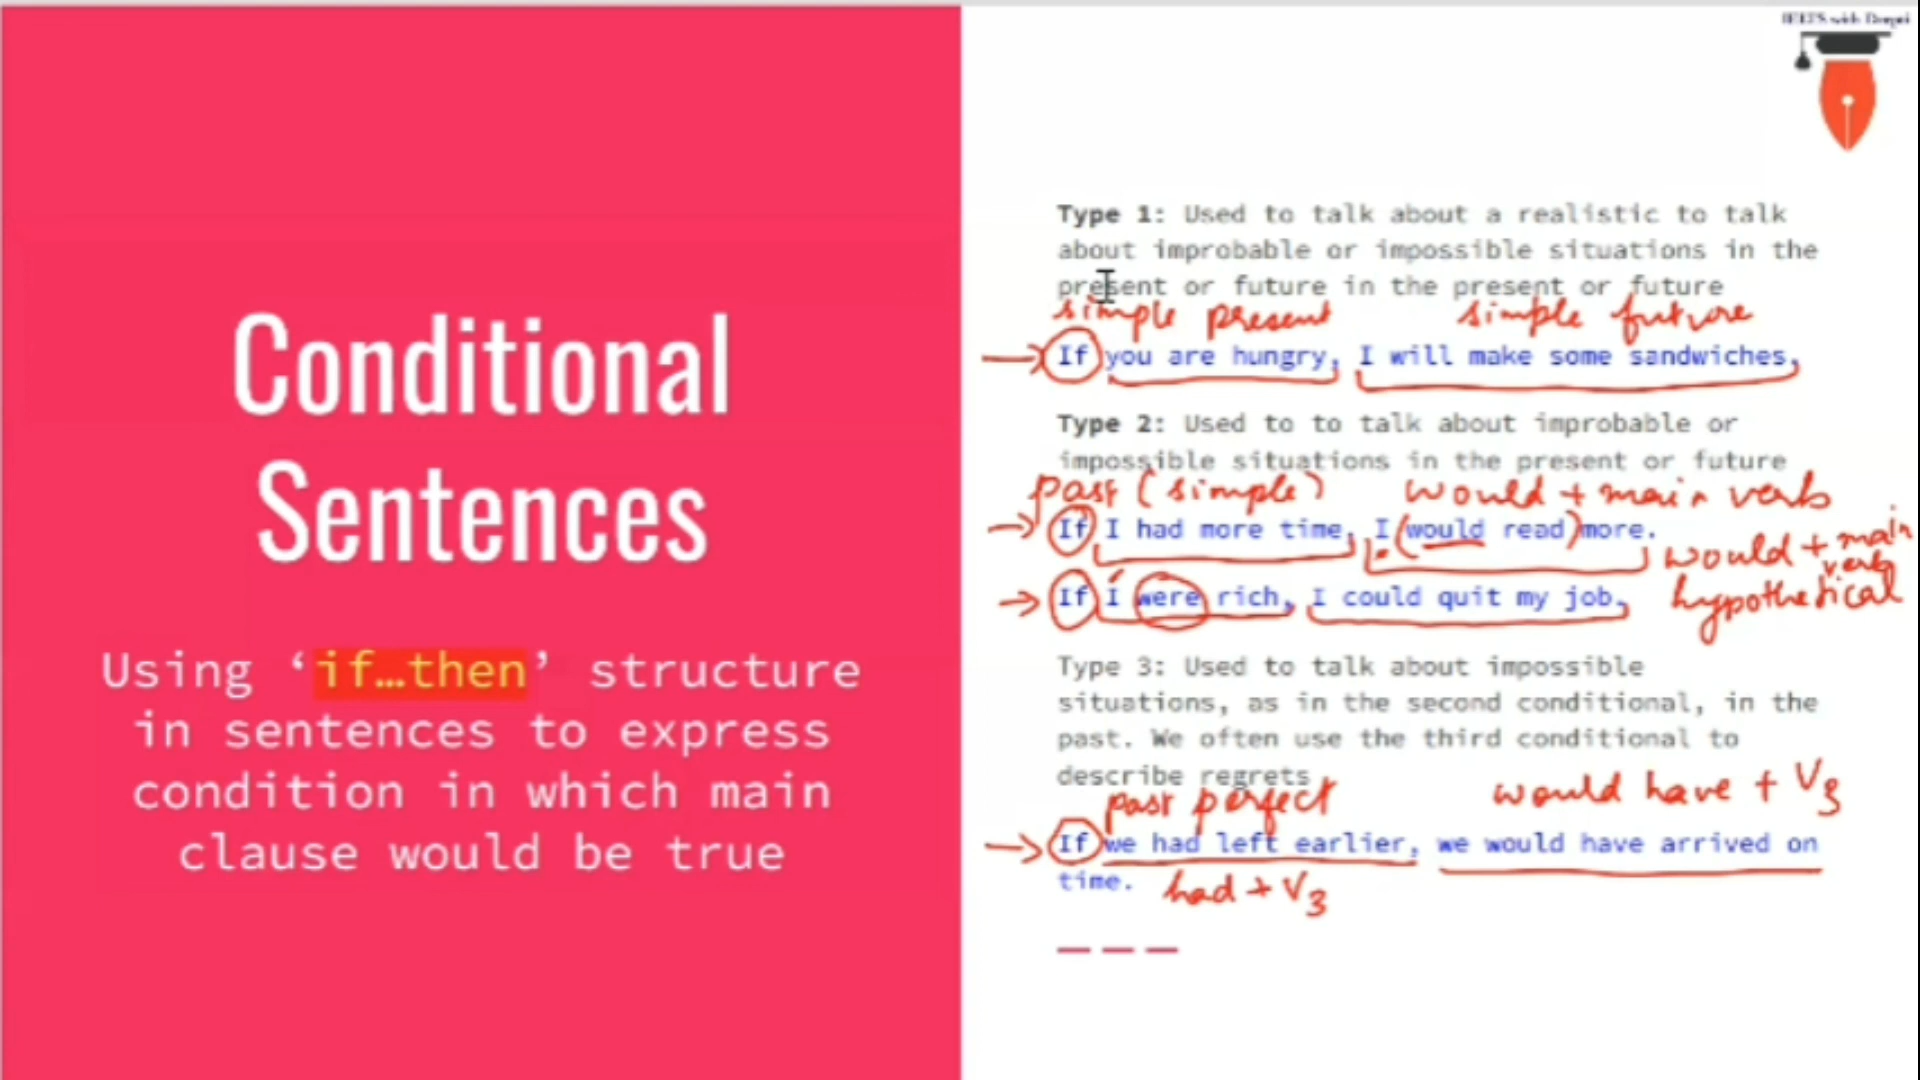 Conditional
Sentences
Using ‘if…then’ structure
in sentences to express
condition in which main
clause would be true
IELTS with Deepti
Type 1: Used to talk about a realistic to talk
about improbable or impossible situations in the
present or future in the present or future
simple present simple future
If you are hungry, I will make some sandwiches,
Type 2: Used to to talk about improbable or
impossible situations in the present or future
past (simple) would + main verb
If I had more time, I (would read) more.
would + main
verb
If I were rich, I could quit my job,
hypothetical
Type 3: Used to talk about impossible
situations, as in the second conditional, in the
past. We often use the third conditional to
describe regrets
past perfect would have + V3
If we had left earlier, we would have arrived on
time.
had + V3